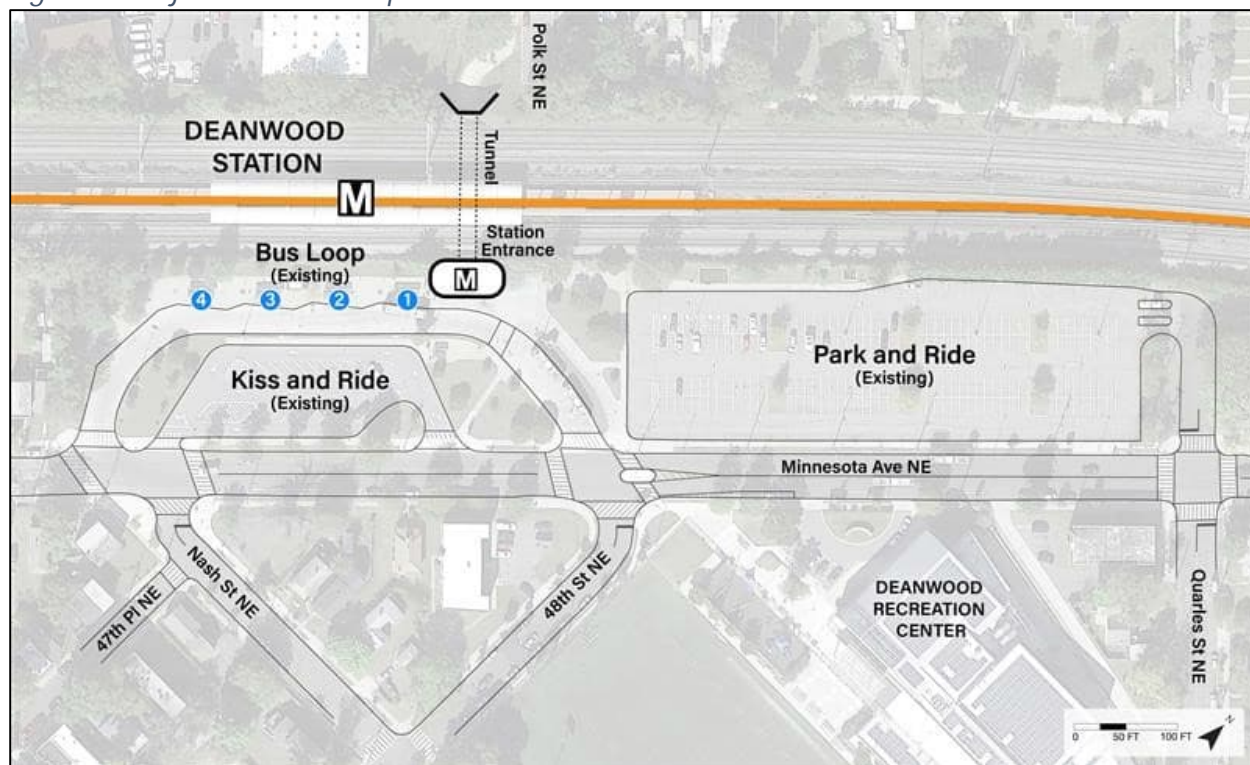 Polk St NE
DEANWOOD
STATION
M
Tunnel
Station
Entrance
M
Bus Loop
(Existing)
4
3
2
1
Kiss and Ride
(Existing)
Park and Ride
(Existing)
Minnesota Ave NE
47th Pl NE
Nash St NE
48th St NE
DEANWOOD
RECREATION
CENTER
Quarles St NE
N
0 50 FT 100 FT